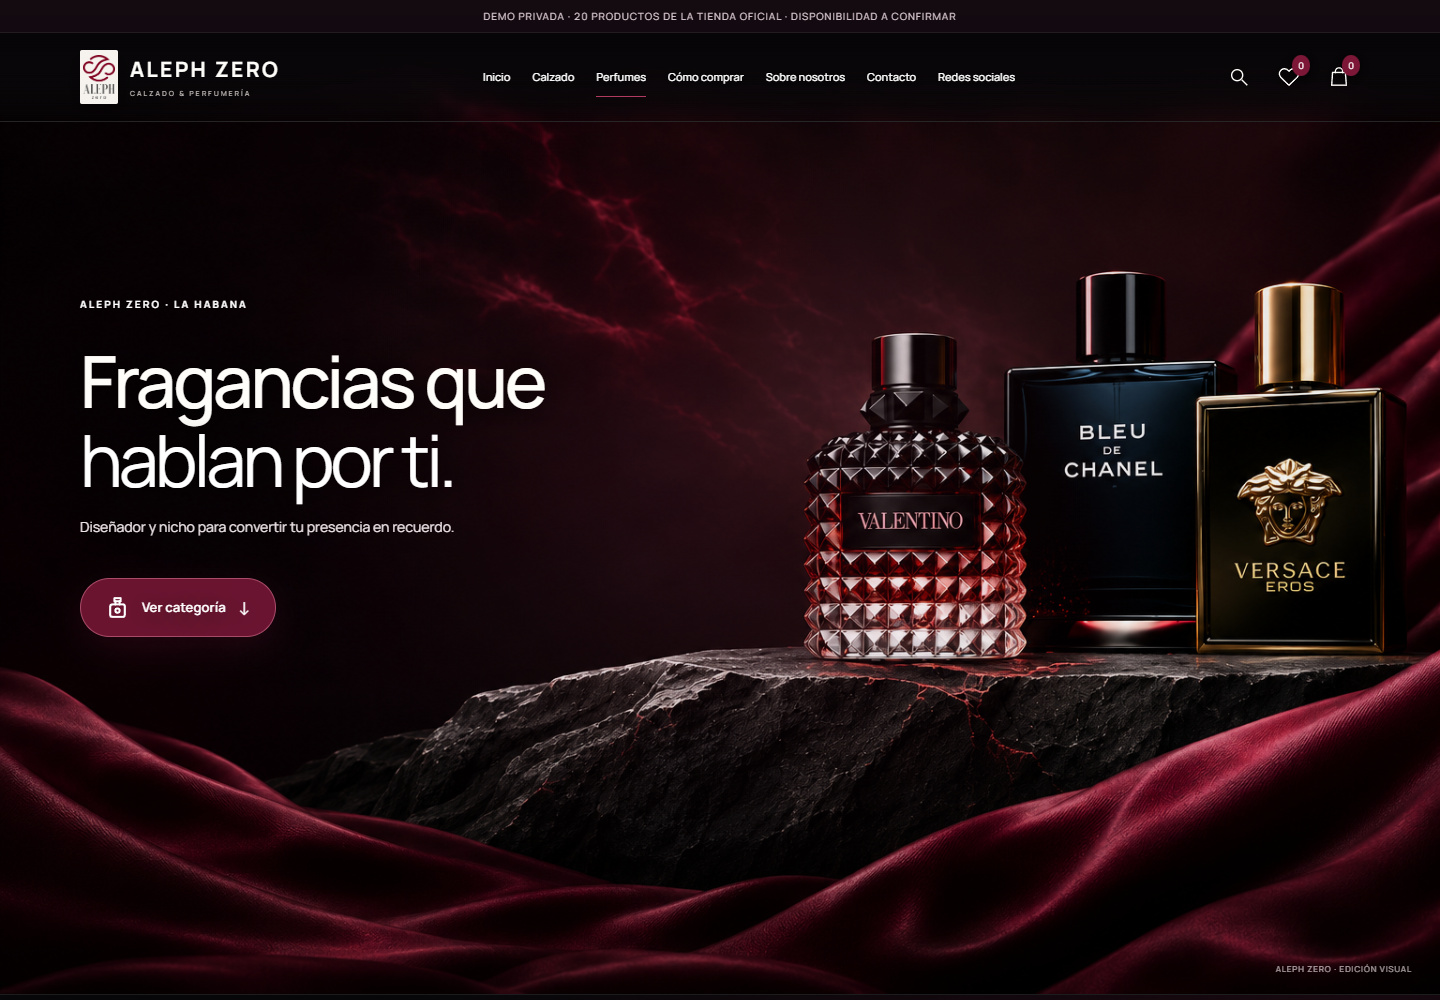 DEMO PRIVADA · 20 PRODUCTOS DE LA TIENDA OFICIAL · DISPONIBILIDAD A CONFIRMAR
ALEPH
zero
ALEPH ZERO
CALZADO & PERFUMERÍA
Inicio
Calzado
Perfumes
Cómo comprar
Sobre nosotros
Contacto
Redes sociales
0
0
ALEPH ZERO · LA HABANA
Fragancias que
hablan por ti.
Diseñador y nicho para convertir tu presencia en recuerdo.
Ver categoría ↓
VALENTINO
BLEU
DE
CHANEL
VERSACE
EROS
ALEPH ZERO · EDICIÓN VISUAL